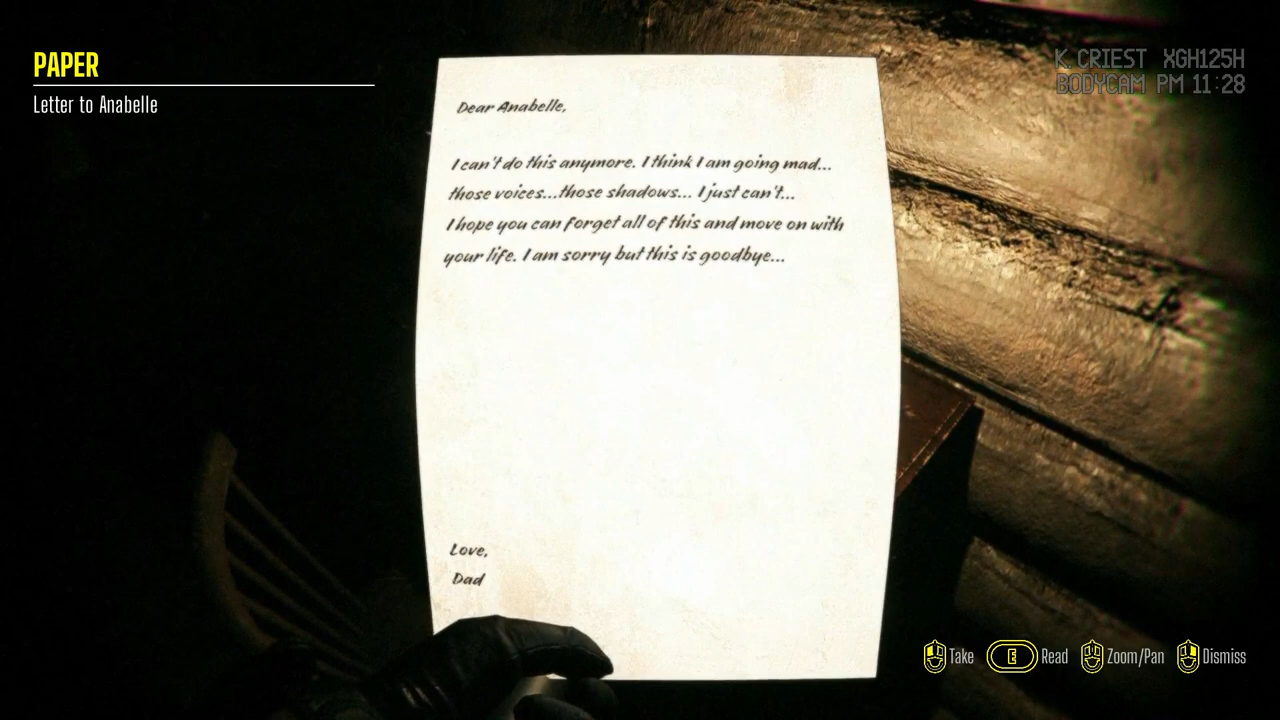 PAPER
Letter to Anabelle
K. CRIEST XGH125H
BODYCAM PM 11:28
Dear Anabelle,
I can't do this anymore. I think I am going mad...
those voices...those shadows... I just can't...
I hope you can forget all of this and move on with
your life. I am sorry but this is goodbye...
Love,
Dad
Take E Read Zoom/Pan Dismiss